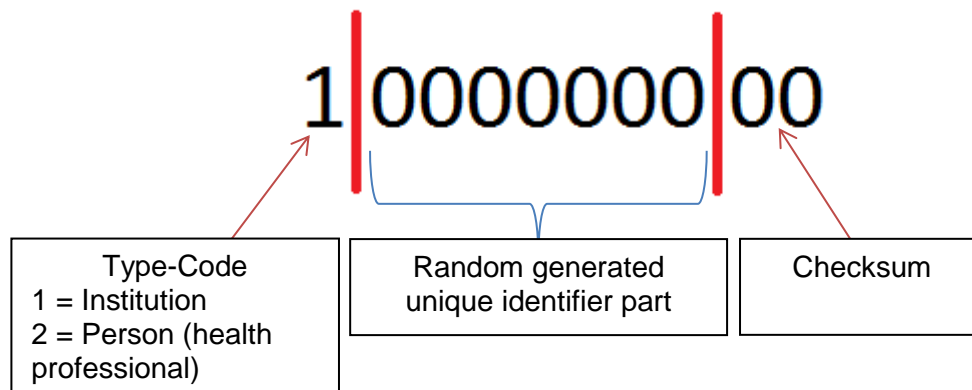 1 0000000 00
Type-Code
1 = Institution
2 = Person (health
professional)
Random generated
unique identifier part
Checksum